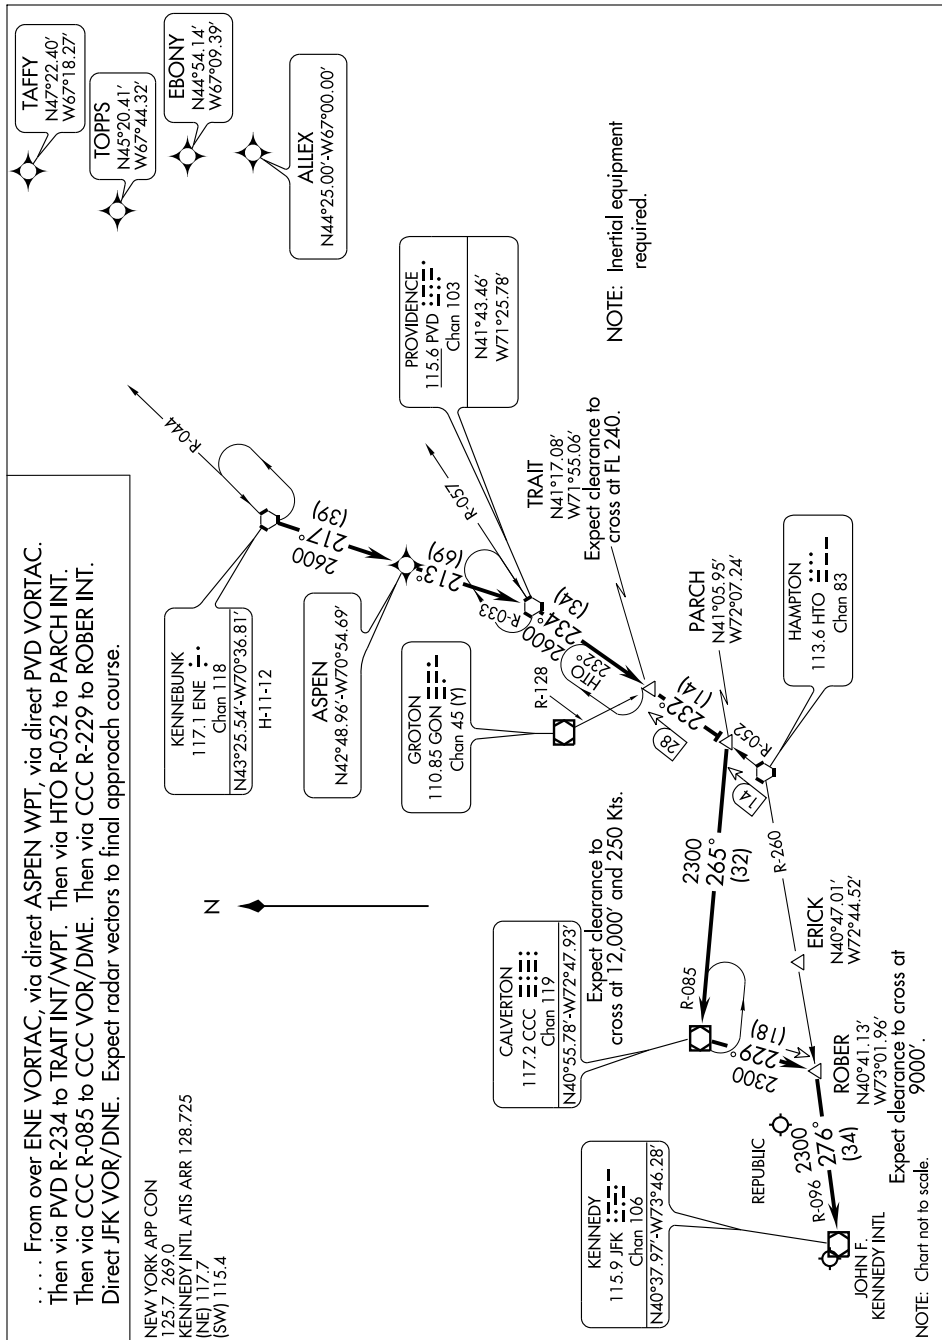 .... From over ENE VORTAC, via direct ASPEN WPT, via direct PVD VORTAC.
Then via PVD R-234 to TRAIT INT/WPT. Then via HTO R-052 to PARCH INT.
Then via CCC R-085 to CCC VOR/DME. Then via CCC R-229 to ROBER INT.
Direct JFK VOR/DNE. Expect radar vectors to final approach course.
NEW YORK APP CON
125.7 269.0
KENNEDY INTL ATIS ARR 128.725
(NE) 117.7
(SW) 115.4
TAFFY
N47°22.40'
W67°18.27'
TOPPS
N45°20.41'
W67°44.32'
EBONY
N44°54.14'
W67°09.39'
ALLEX
N44°25.00'-W67°00.00'
R-044
KENNEBUNK
117.1 ENE
Chan 118
N43°25.54'-W70°36.81'
H-11-12
2600
217°
(39)
ASPEN
N42°48.96'-W70°54.69'
213°
(69)
R-057
R-033
PROVIDENCE
115.6 PVD
Chan 103
N41°43.46'
W71°25.78'
GROTON
110.85 GON
Chan 45 (Y)
R-128
2600
234°
(34)
HTO
232°
TRAIT
N41°17.08'
W71°55.06'
Expect clearance to
cross at FL 240.
NOTE: Inertial equipment
required.
28
232°
(14)
PARCH
N41°05.95'
W72°07.24'
14
R-052
HAMPTON
113.6 HTO
Chan 83
N
2300
265°
(32)
R-260
CALVERTON
117.2 CCC
Chan 119
N40°55.78'-W72°47.93'
Expect clearance to
cross at 12,000' and 250 Kts.
R-085
ERICK
N40°47.01'
W72°44.52'
2300
229°
(18)
ROBER
N40°41.13'
W73°01.96'
Expect clearance to cross at
9000'.
KENNEDY
115.9 JFK
Chan 106
N40°37.97'-W73°46.28'
REPUBLIC
R-096
2300
276°
(34)
JOHN F.
KENNEDY INTL
NOTE: Chart not to scale.